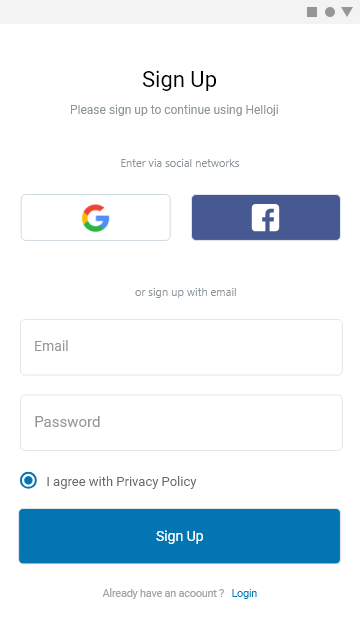 Sign Up
Please sign up to continue using Helloji
Enter via social networks
or sign up with email
Email
Password
I agree with Privacy Policy
Sign Up
Already have an acoount ? Login